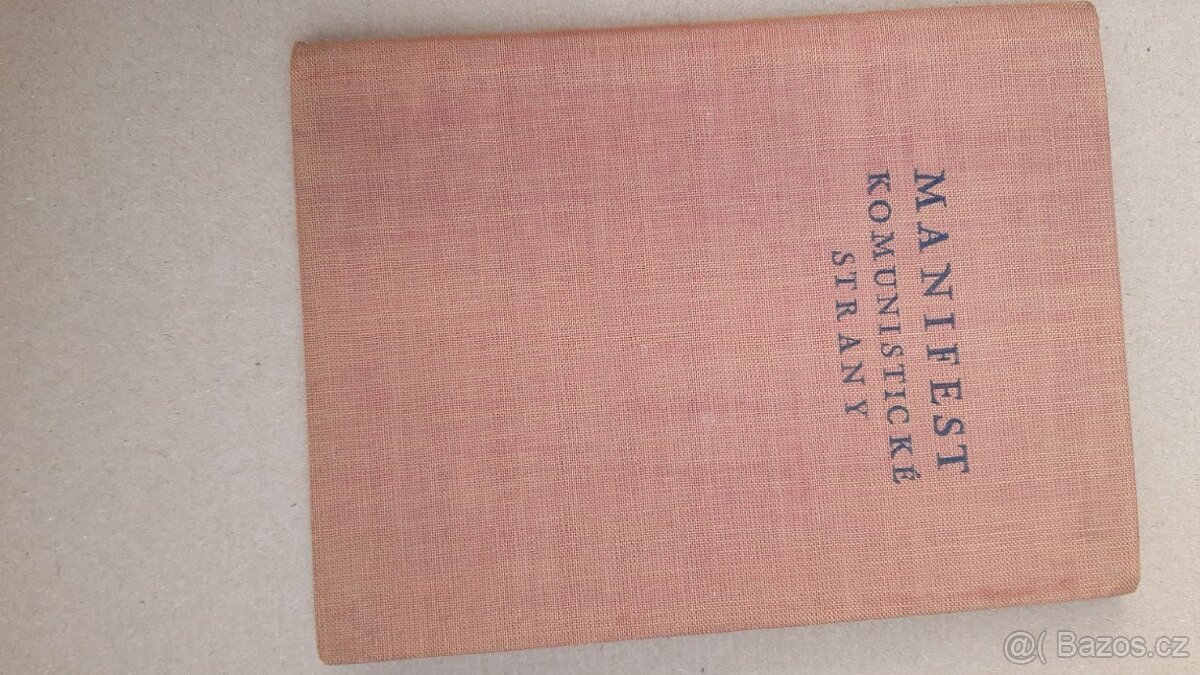 MANIFEST
KOMUNISTICKÉ
STRANY
@( Bazos.cz